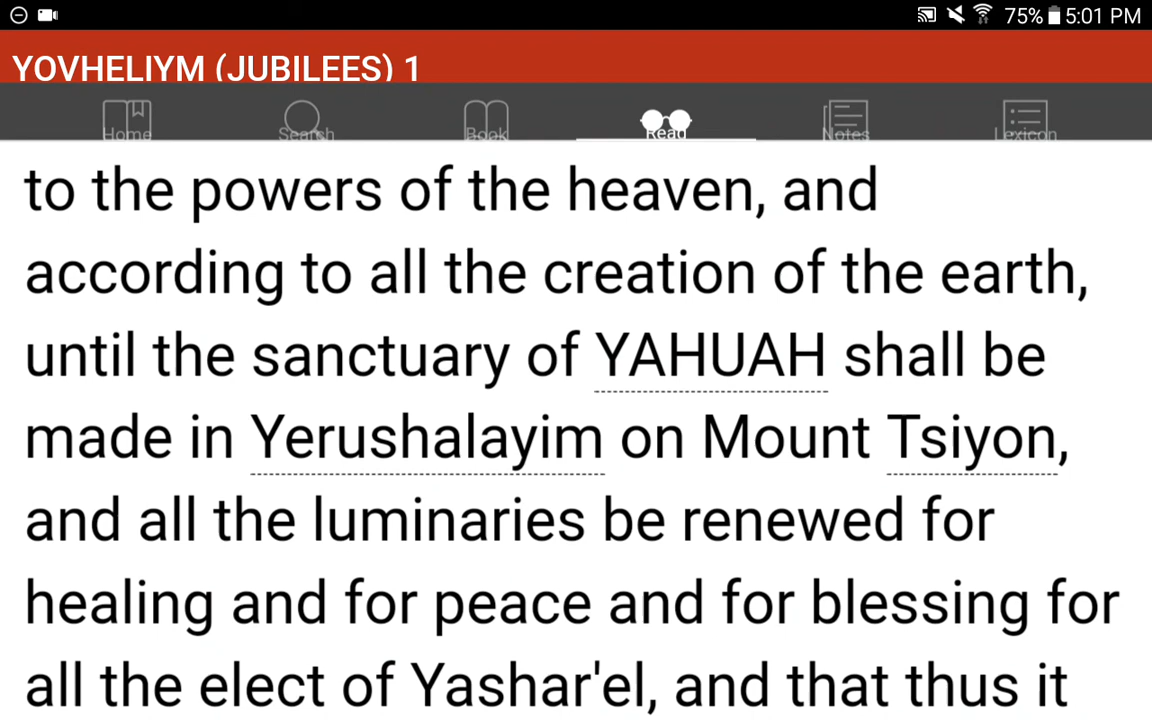 75% 5:01 PM
YOVHELIYM (JUBILEES) 1
Home Search Book Read Notes Lexicon
to the powers of the heaven, and
according to all the creation of the earth,
until the sanctuary of YAHUAH shall be
made in Yerushalayim on Mount Tsiyon,
and all the luminaries be renewed for
healing and for peace and for blessing for
all the elect of Yashar'el, and that thus it